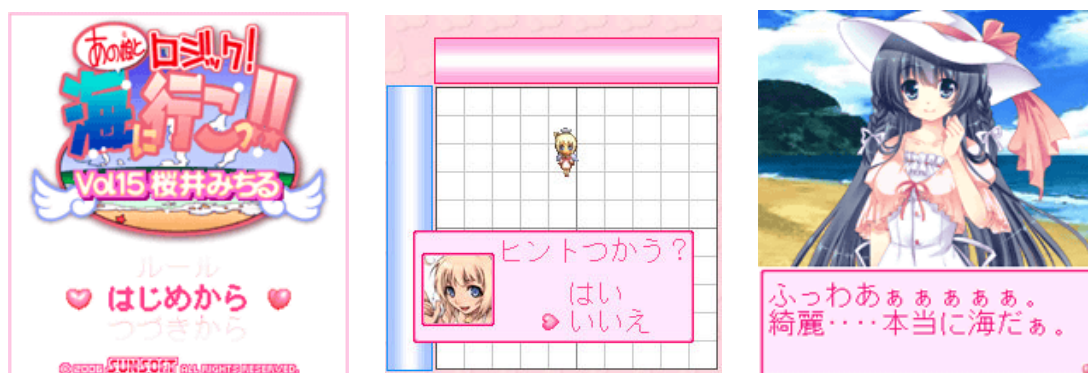 あの娘と
ロジック!
海に行こっ!!
Vol.15 桜井みちる
ルール
はじめから
つづきから
©2008 SUNSOFT ALL RIGHTS RESERVED.
ヒントつかう?
はい
いいえ
ふっわあぁぁぁぁぁ。
綺麗‥‥本当に海だぁ。